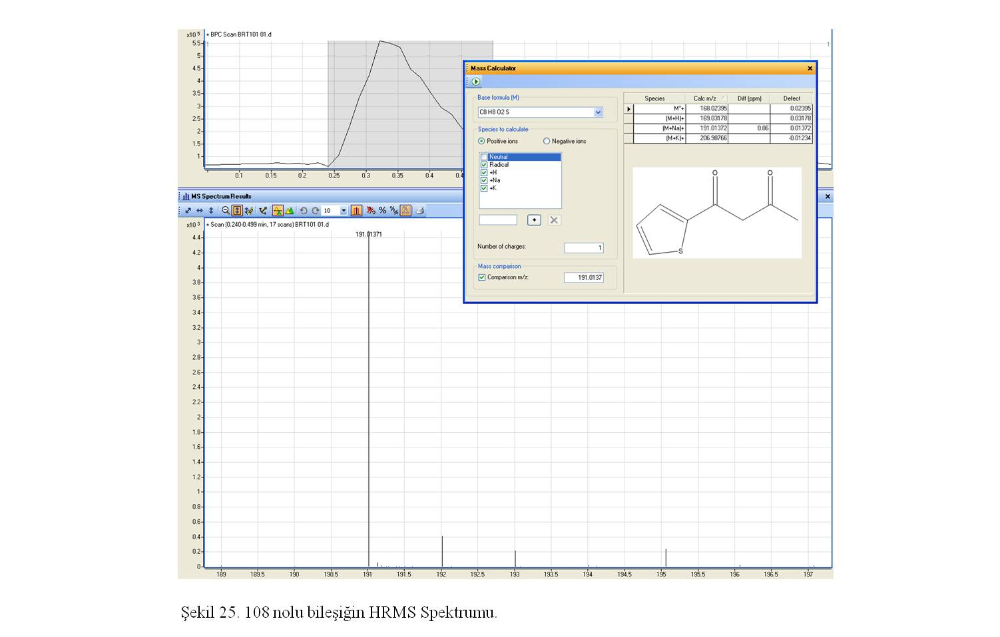 x10 5
+ BPC Scan BRT101 01.d
1
1
5.5
5
4.5
4
3.5
3
2.5
2
1.5
1
0.1 0.15 0.2 0.25 0.3 0.35 0.4 0.4
Mass Calculator
Base formula (M)
C8 H8 O2 S
Species to calculate
Positive ions Negative ions
Neutral
Radical
+H
+Na
+K
Number of charges: 1
Mass comparison
Comparison m/z: 191.0137
Species Calc m/z Diff (ppm) Defect
M"+ 168.02395 0.02395
(M+H)+ 169.03178 0.03178
(M+Na)+ 191.01372 0.06 0.01372
(M+K)+ 206.98766 -0.01234
O O
S
MS Spectrum Results
10
x10 3
+ Scan (0.240-0.499 min, 17 scans) BRT101 01.d
191.01371
4.4
4.2
4
3.8
3.6
3.4
3.2
3
2.8
2.6
2.4
2.2
2
1.8
1.6
1.4
1.2
1
0.8
0.6
0.4
0.2
0
189 189.5 190 190.5 191 191.5 192 192.5 193 193.5 194 194.5 195 195.5 196 196.5 197
Şekil 25. 108 nolu bileşiğin HRMS Spektrumu.